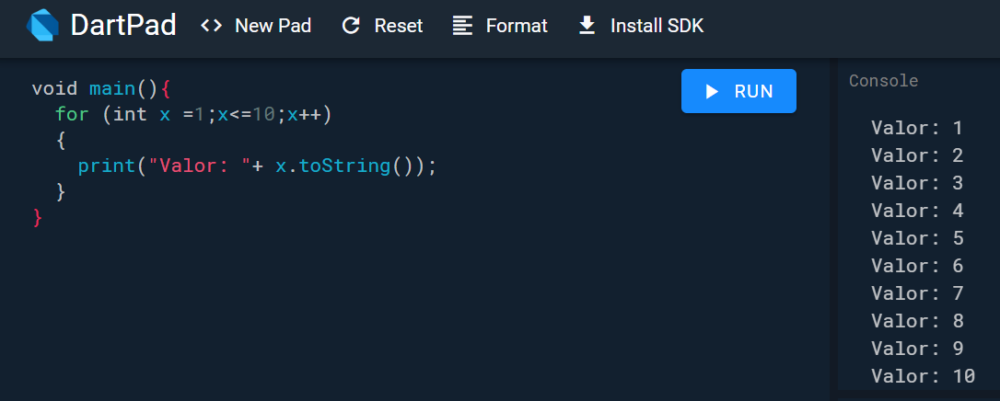 DartPad <> New Pad Reset Format Install SDK
void main(){
for (int x =1;x<=10;x++)
{
print("Valor: "+ x.toString());
}
}
RUN
Console
Valor: 1
Valor: 2
Valor: 3
Valor: 4
Valor: 5
Valor: 6
Valor: 7
Valor: 8
Valor: 9
Valor: 10